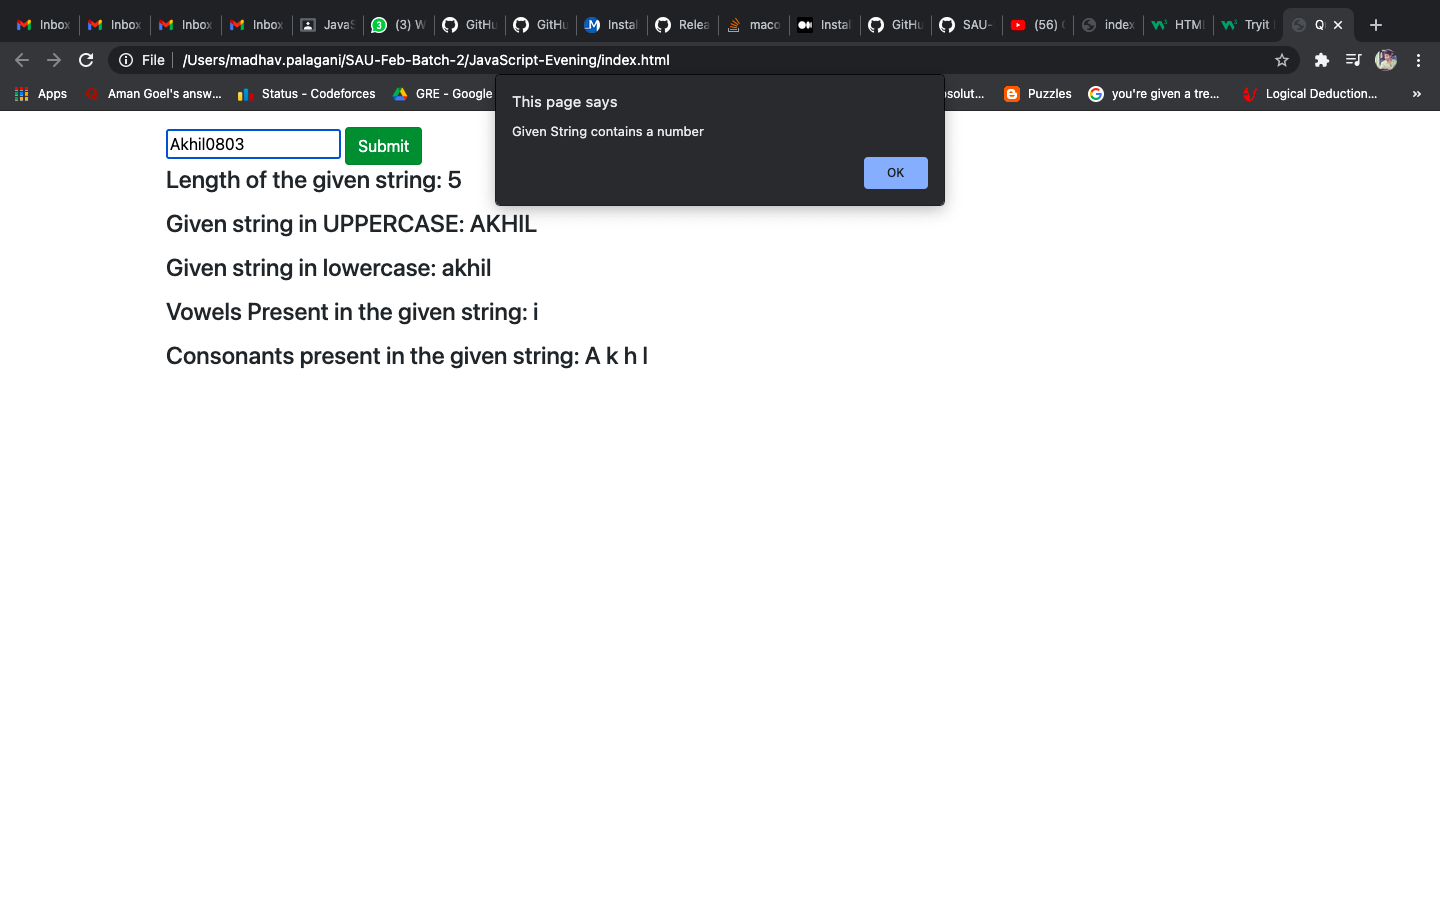 Inbox Inbox Inbox Inbox JavaS (3) W GitHu GitHu Instal Relea maco Instal GitHu SAU- (56) index HTML Tryit Q
File /Users/madhav.palagani/SAU-Feb-Batch-2/JavaScript-Evening/index.html
Apps Aman Goel's answ... Status - Codeforces GRE - Google bsolut... Puzzles you're given a tre... Logical Deduction... »
This page says
Given String contains a number
OK
Akhil0803 Submit
Length of the given string: 5
Given string in UPPERCASE: AKHIL
Given string in lowercase: akhil
Vowels Present in the given string: i
Consonants present in the given string: A k h l